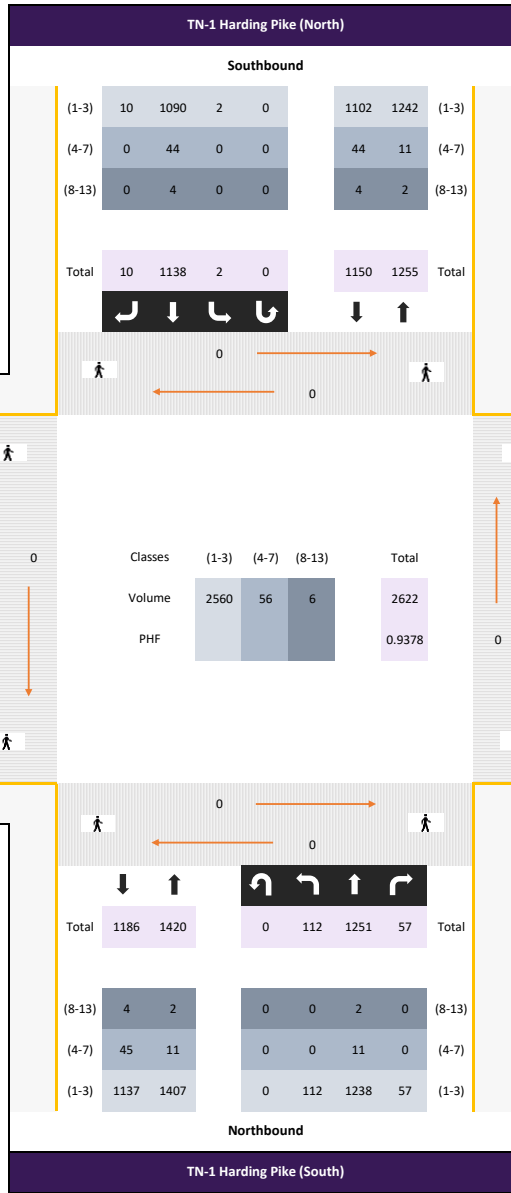 TN-1 Harding Pike (North)
Southbound
(1-3) 10 1090 2 0 1102 1242 (1-3)
(4-7) 0 44 0 0 44 11 (4-7)
(8-13) 0 4 0 0 4 2 (8-13)
Total 10 1138 2 0 1150 1255 Total
0
0
Classes (1-3) (4-7) (8-13) Total
0 Volume 2560 56 6 2622
PHF 0.9378 0
0
0
Total 1186 1420 0 112 1251 57 Total
(8-13) 4 2 0 0 2 0 (8-13)
(4-7) 45 11 0 0 11 0 (4-7)
(1-3) 1137 1407 0 112 1238 57 (1-3)
Northbound
TN-1 Harding Pike (South)